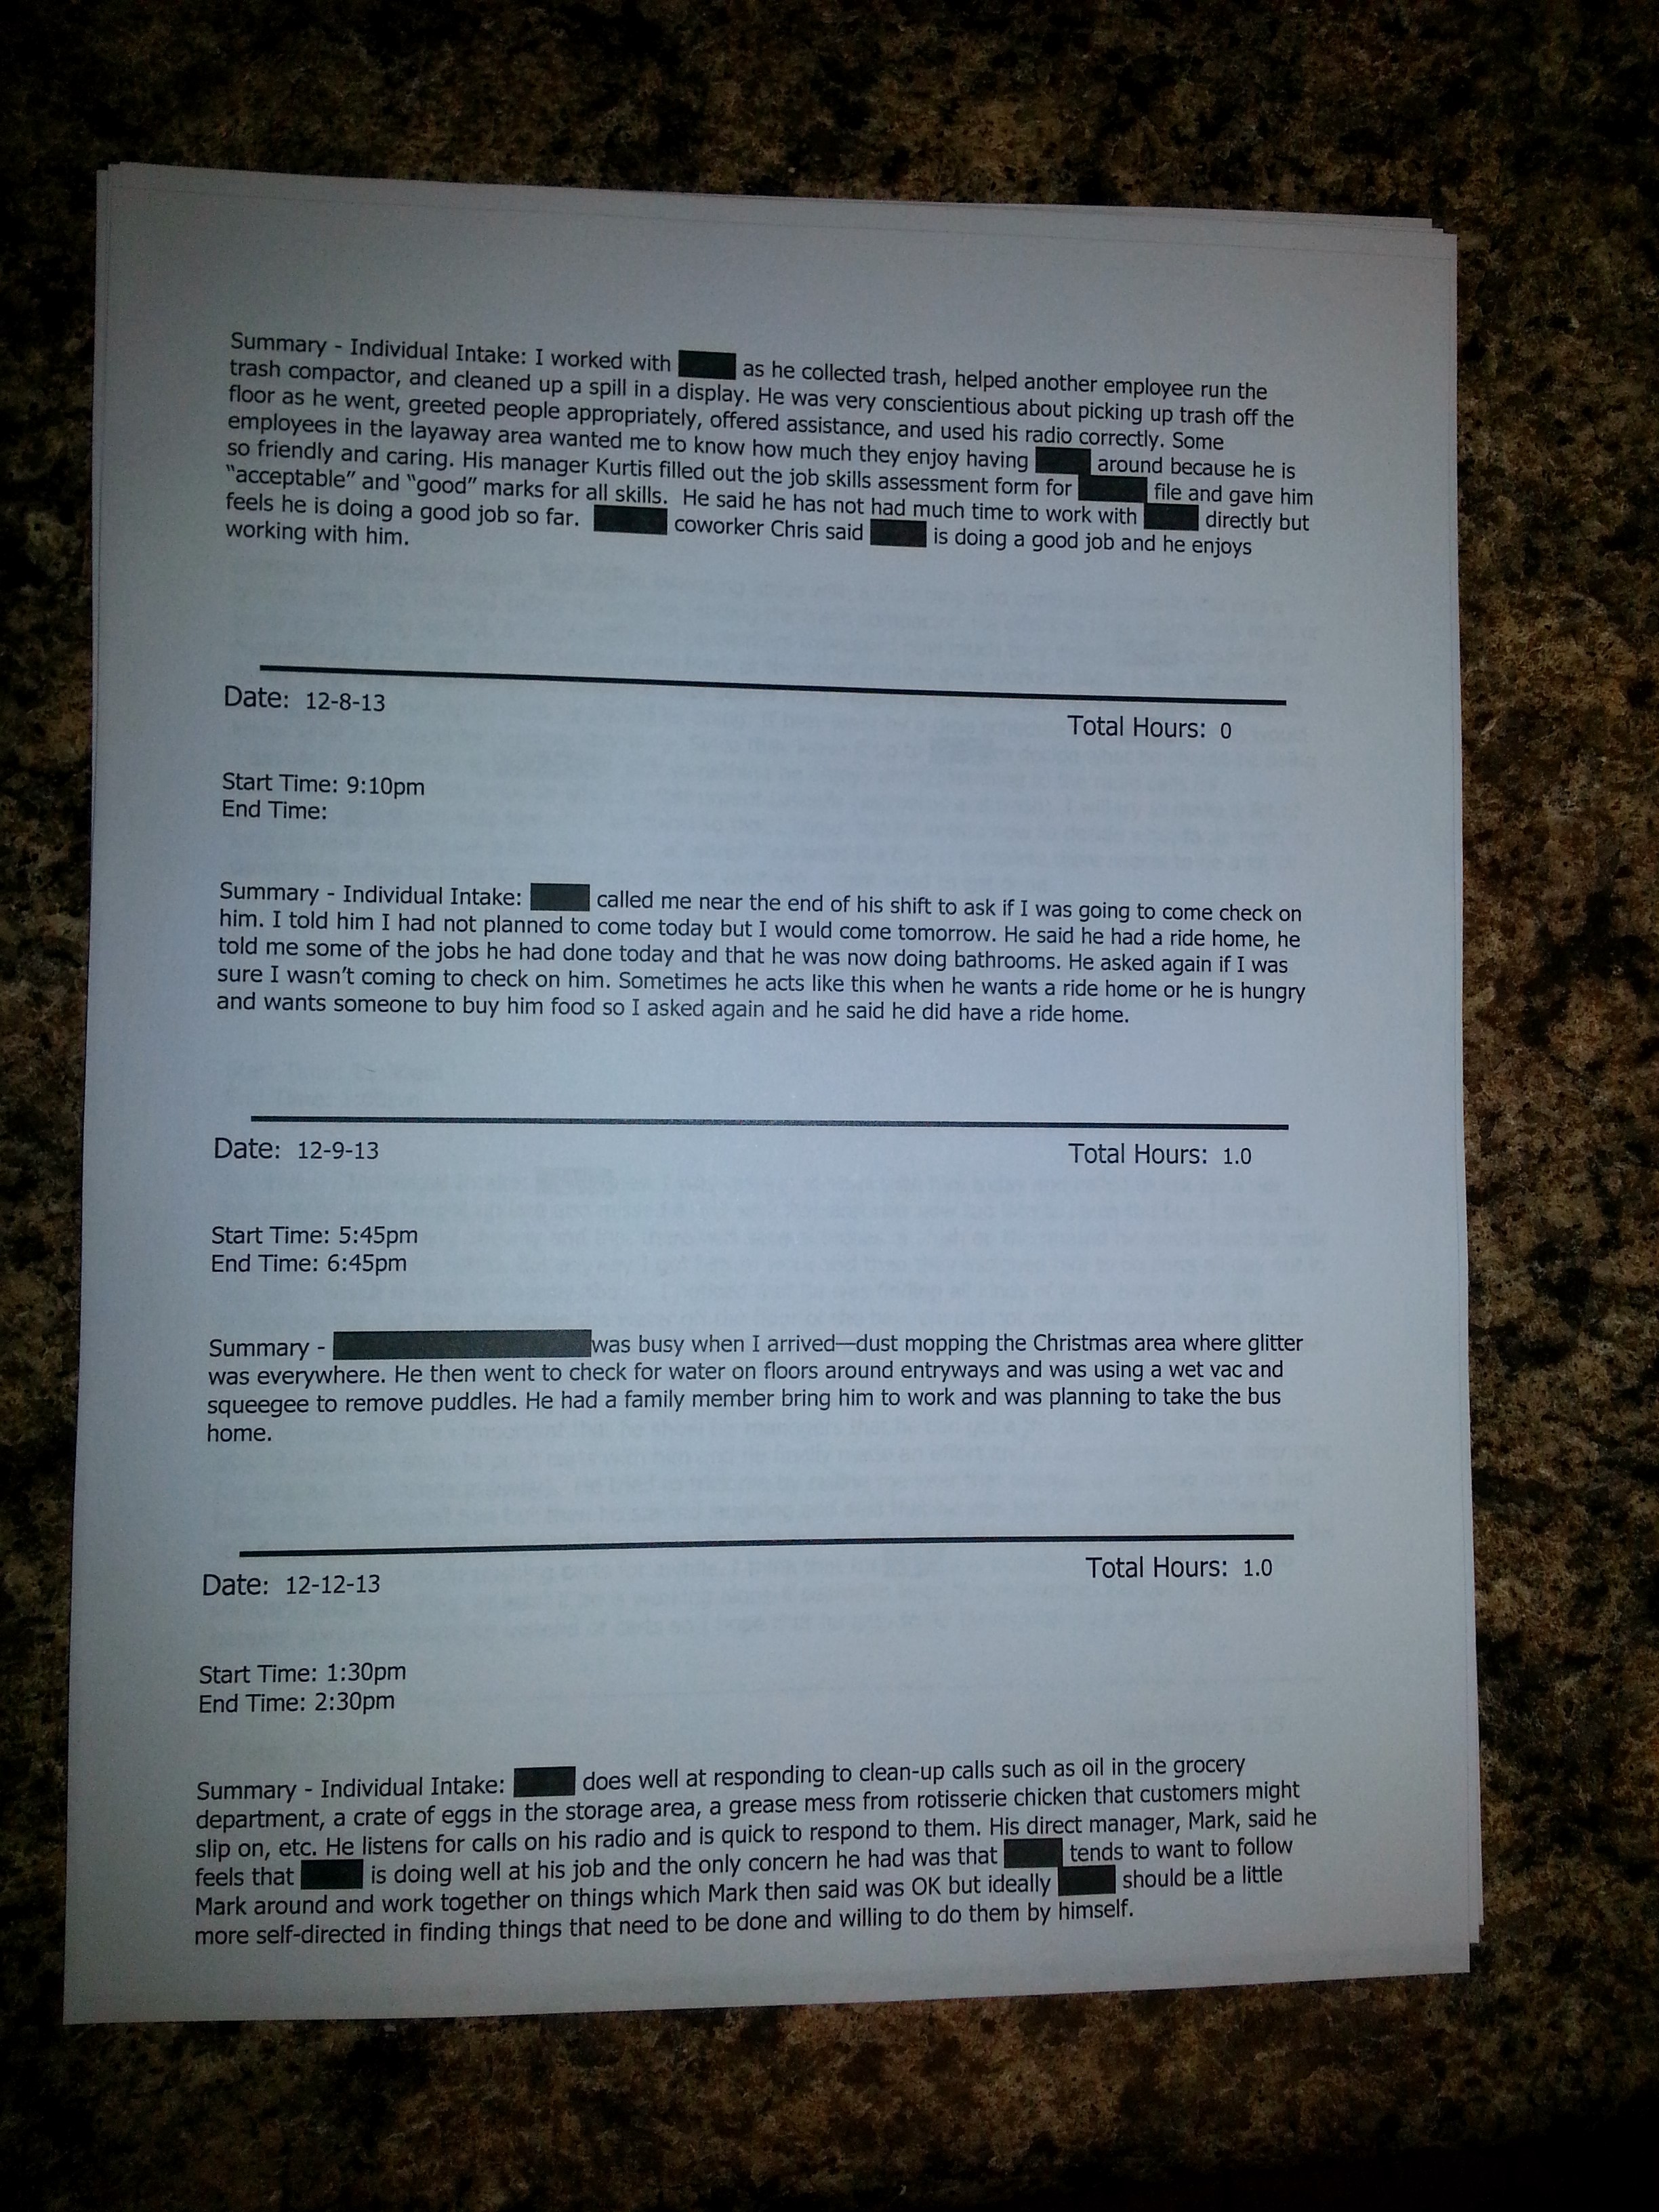 Summary - Individual Intake: I worked with as he collected trash, helped another employee run the
trash compactor, and cleaned up a spill in a display. He was very conscientious about picking up trash off the
floor as he went, greeted people appropriately, offered assistance, and used his radio correctly. Some
employees in the layaway area wanted me to know how much they enjoy having around because he is
so friendly and caring. His manager Kurtis filled out the job skills assessment form for file and gave him
“acceptable” and “good” marks for all skills. He said he has not had much time to work with directly but
feels he is doing a good job so far. coworker Chris said is doing a good job and he enjoys
working with him.
Date: 12-8-13
Total Hours: 0
Start Time: 9:10pm
End Time:
Summary - Individual Intake: called me near the end of his shift to ask if I was going to come check on
him. I told him I had not planned to come today but I would come tomorrow. He said he had a ride home, he
told me some of the jobs he had done today and that he was now doing bathrooms. He asked again if I was
sure I wasn’t coming to check on him. Sometimes he acts like this when he wants a ride home or he is hungry
and wants someone to buy him food so I asked again and he said he did have a ride home.
Date: 12-9-13
Total Hours: 1.0
Start Time: 5:45pm
End Time: 6:45pm
Summary - was busy when I arrived—dust mopping the Christmas area where glitter
was everywhere. He then went to check for water on floors around entryways and was using a wet vac and
squeegee to remove puddles. He had a family member bring him to work and was planning to take the bus
home.
Date: 12-12-13
Total Hours: 1.0
Start Time: 1:30pm
End Time: 2:30pm
Summary - Individual Intake: does well at responding to clean-up calls such as oil in the grocery
department, a crate of eggs in the storage area, a grease mess from rotisserie chicken that customers might
slip on, etc. He listens for calls on his radio and is quick to respond to them. His direct manager, Mark, said he
feels that is doing well at his job and the only concern he had was that tends to want to follow
Mark around and work together on things which Mark then said was OK but ideally should be a little
more self-directed in finding things that need to be done and willing to do them by himself.